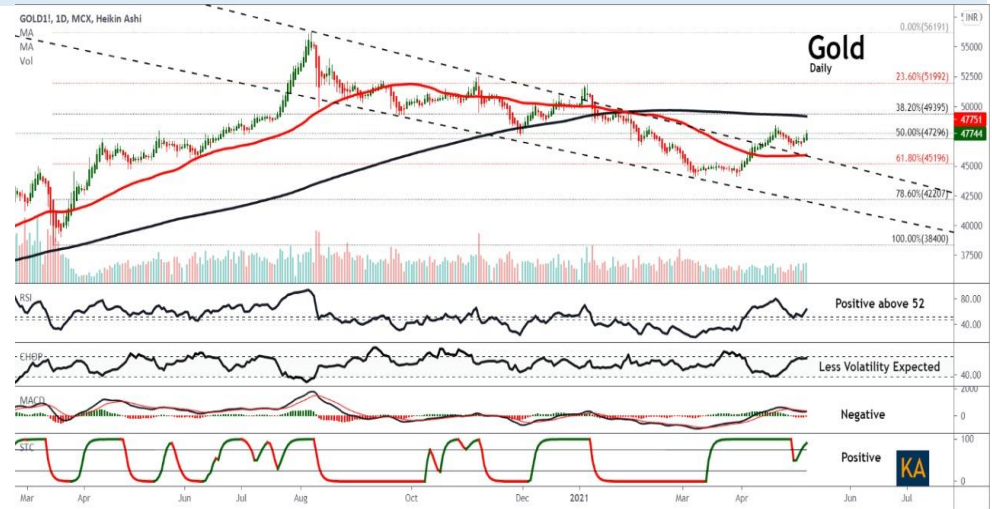 GOLD1!, 1D, MCX, Heikin Ashi
MA
MA
Vol
Gold
Daily
INR
55000
52500
50000
47751
47744
45000
42500
40000
37500
0.00%(56191)
23.60%(51992)
38.20%(49395)
50.00%(47296)
61.80%(45196)
78.60%(42207)
100.00%(38400)
RSI
Positive above 52
80.00
40.00
CHOP
Less Volatility Expected
40.00
MACD
Negative
2000
0
STC
Positive
100
0
KA
Mar Apr Jun Jul Aug Oct Dec 2021 Mar Apr Jun Jul